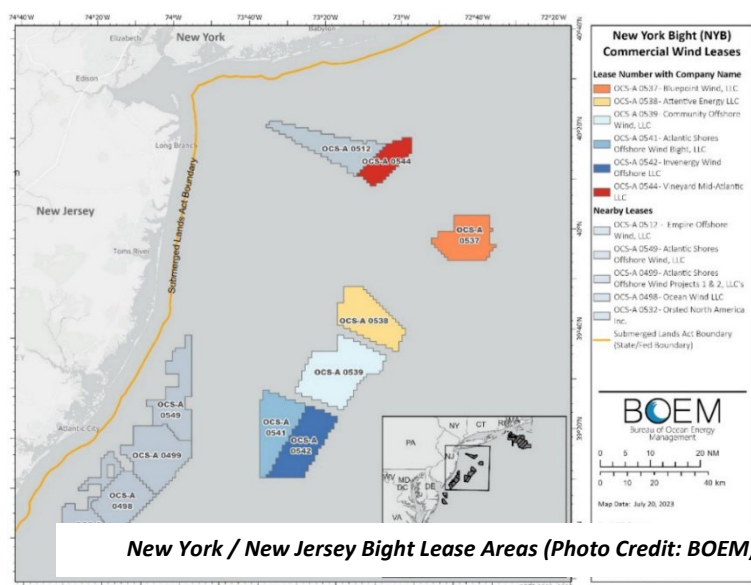 74°40'W
74°20'W
74°W
73°40'W
73°20'W
73°W
72°40'W
72°20'W
40°40'N
40°20'N
40°N
39°40'N
39°30'N
New York
Elizabeth
Babylon
Edison
Long Branch
New Jersey
Toms River
Atlantic City
Submerged Lands Act Boundary
OCS-A 0512
OCS-A 0544
OCS-A
0537
OCS-A 0538
OCS-A 0539
OCS-A
0541
OCS-A
0542
OCS-A
0549
OCS-A 0499
OCS-A
0498
NY
CT
MA
PA
NJ
WV
MD
DC
DE
VA
New York Bight (NYB)
Commercial Wind Leases
Lease Number with Company Name
OCS-A 0537- Bluepoint Wind, LLC
OCS-A 0538- Attentive Energy LLC
OCS-A 0539- Community Offshore
Wind, LLC
OCS-A 0541- Atlantic Shores
Offshore Wind Bight, LLC
OCS-A 0542- Invenergy Wind
Offshore LLC
OCS-A 0544- Vineyard Mid-Atlantic
LLC
Nearby Leases
OCS-A 0512 - Empire Offshore
Wind, LLC
OCS-A 0549- Atlantic Shores
Offshore Wind, LLC
OCS-A 0499- Atlantic Shores
Offshore Wind Projects 1 & 2, LLC's
OCS-A 0498- Ocean Wind LLC
OCS-A 0532- Orsted North America
Inc.
Submerged Lands Act Boundary
(State/Fed Boundary)
BOEM
Bureau of Ocean Energy
Management
0 5 10 20 NM
0 10 20 40 km
Map Date: July 20, 2023
New York / New Jersey Bight Lease Areas (Photo Credit: BOEM)